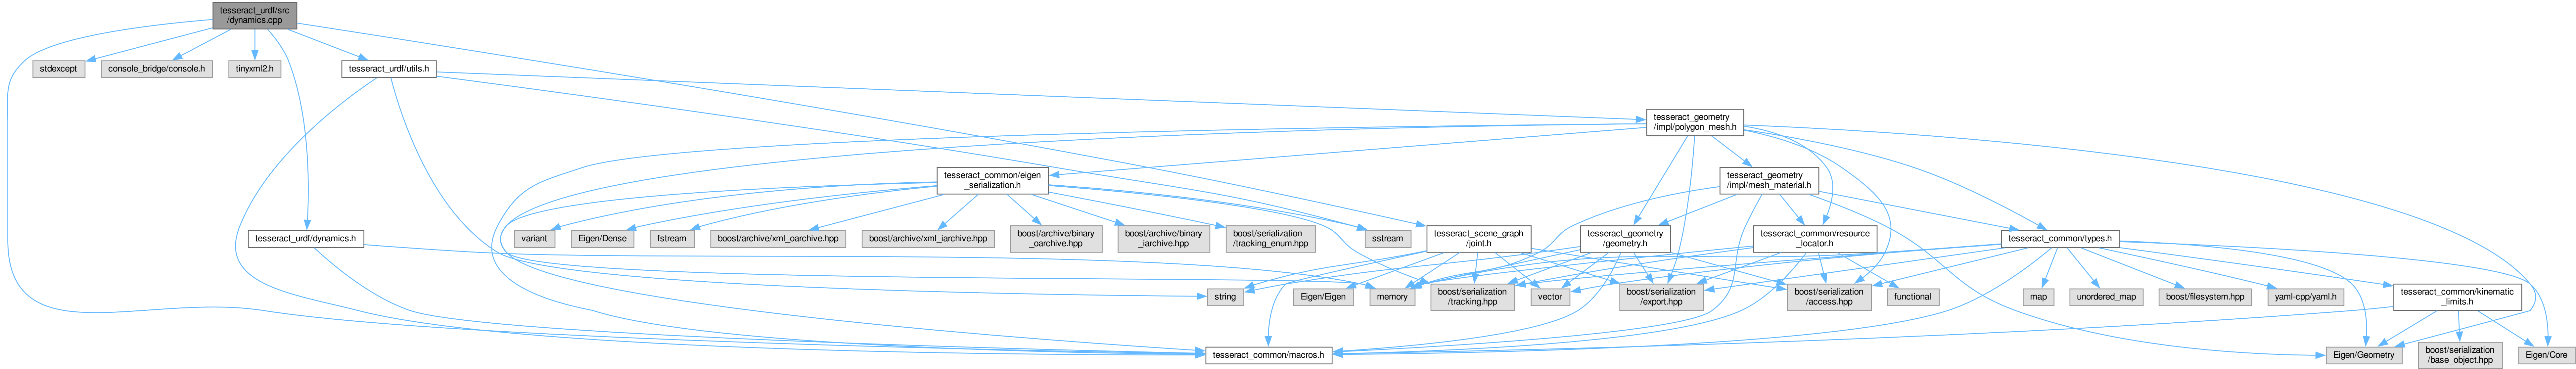 tesseract_urdf/src
/dynamics.cpp
stdexcept
console_bridge/console.h
tinyxml2.h
tesseract_urdf/utils.h
tesseract_geometry
/impl/polygon_mesh.h
tesseract_common/eigen
_serialization.h
tesseract_geometry
/impl/mesh_material.h
tesseract_urdf/dynamics.h
variant
Eigen/Dense
fstream
boost/archive/xml_oarchive.hpp
boost/archive/xml_iarchive.hpp
boost/archive/binary
_oarchive.hpp
boost/archive/binary
_iarchive.hpp
boost/serialization
/tracking_enum.hpp
sstream
tesseract_scene_graph
/joint.h
tesseract_geometry
/geometry.h
tesseract_common/resource
_locator.h
tesseract_common/types.h
string
Eigen/Eigen
memory
boost/serialization
/tracking.hpp
vector
boost/serialization
/export.hpp
boost/serialization
/access.hpp
functional
map
unordered_map
boost/filesystem.hpp
yaml-cpp/yaml.h
tesseract_common/kinematic
_limits.h
tesseract_common/macros.h
Eigen/Geometry
boost/serialization
/base_object.hpp
Eigen/Core